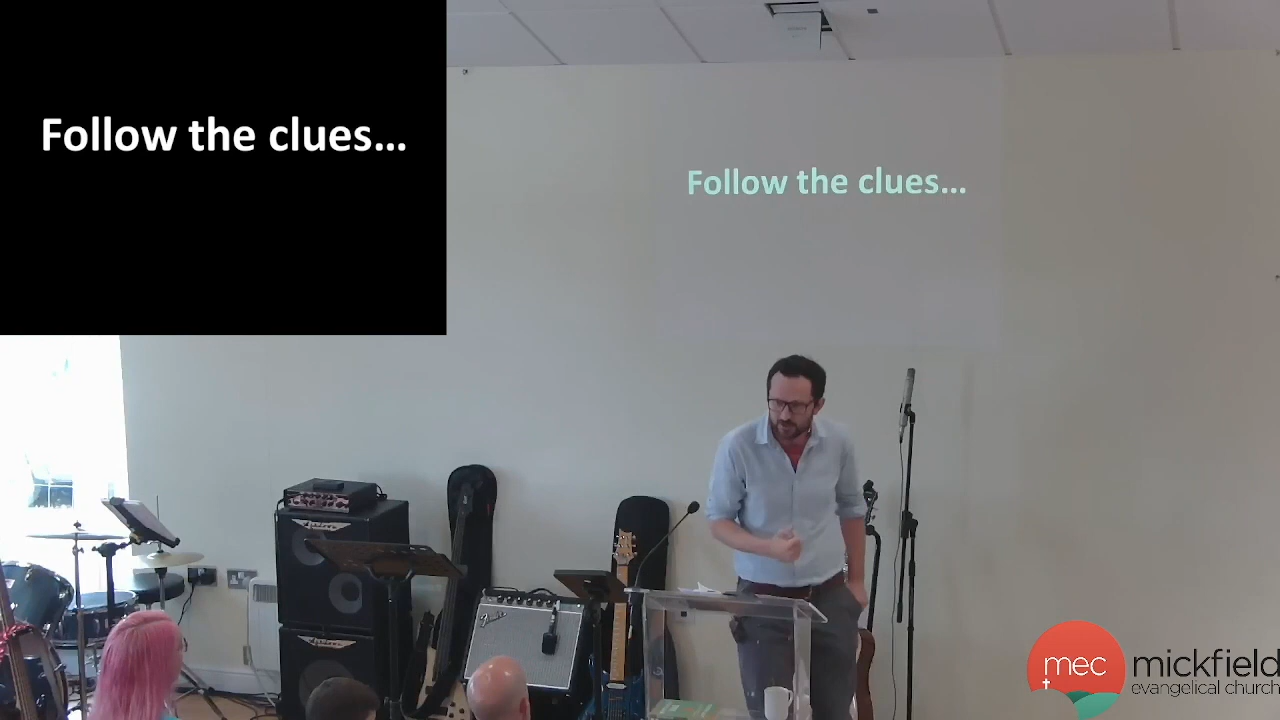 Follow the clues...
Follow the clues...
mec
mickfield
evangelical church